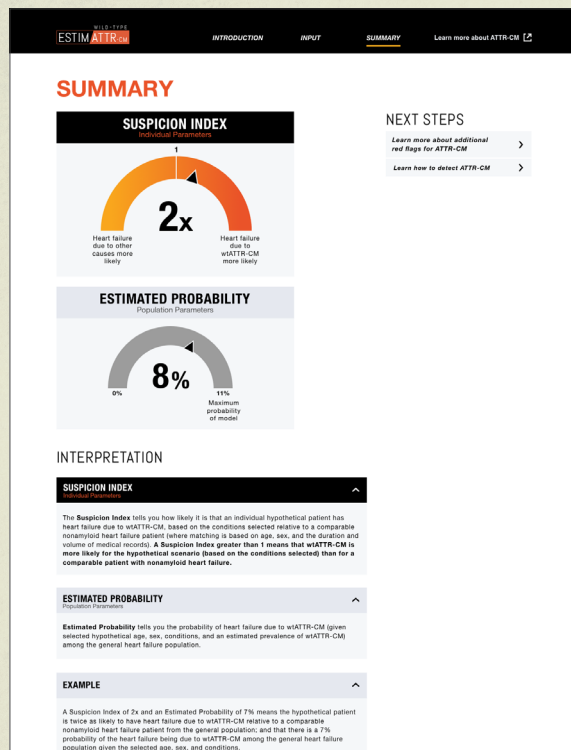 WILD-TYPE
ESTIMATTR-CM
INTRODUCTION
INPUT
SUMMARY
Learn more about ATTR-CM
SUMMARY
SUSPICION INDEX
Individual Parameters
1
2x
Heart failure
due to other
causes more
likely
Heart failure
due to
wtATTR-CM
more likely
ESTIMATED PROBABILITY
Population Parameters
8%
0%
11%
Maximum
probability
of model
NEXT STEPS
Learn more about additional
red flags for ATTR-CM
Learn how to detect ATTR-CM
INTERPRETATION
SUSPICION INDEX
Individual Parameters
The Suspicion Index tells you how likely it is that an individual hypothetical patient has
heart failure due to wtATTR-CM, based on the conditions selected relative to a comparable
nonamyloid heart failure patient (where matching is based on age, sex, and the duration and
volume of medical records). A Suspicion Index greater than 1 means that wtATTR-CM is
more likely for the hypothetical scenario (based on the conditions selected) than for a
comparable patient with nonamyloid heart failure.
ESTIMATED PROBABILITY
Population Parameters
Estimated Probability tells you the probability of heart failure due to wtATTR-CM (given
selected hypothetical age, sex, conditions, and an estimated prevalence of wtATTR-CM)
among the general heart failure population.
EXAMPLE
A Suspicion Index of 2x and an Estimated Probability of 7% means the hypothetical patient
is twice as likely to have heart failure due to wtATTR-CM relative to a comparable
nonamyloid heart failure patient from the general population; and that there is a 7%
probability of the heart failure being due to wtATTR-CM among the general heart failure
population given the selected age, sex, and conditions.